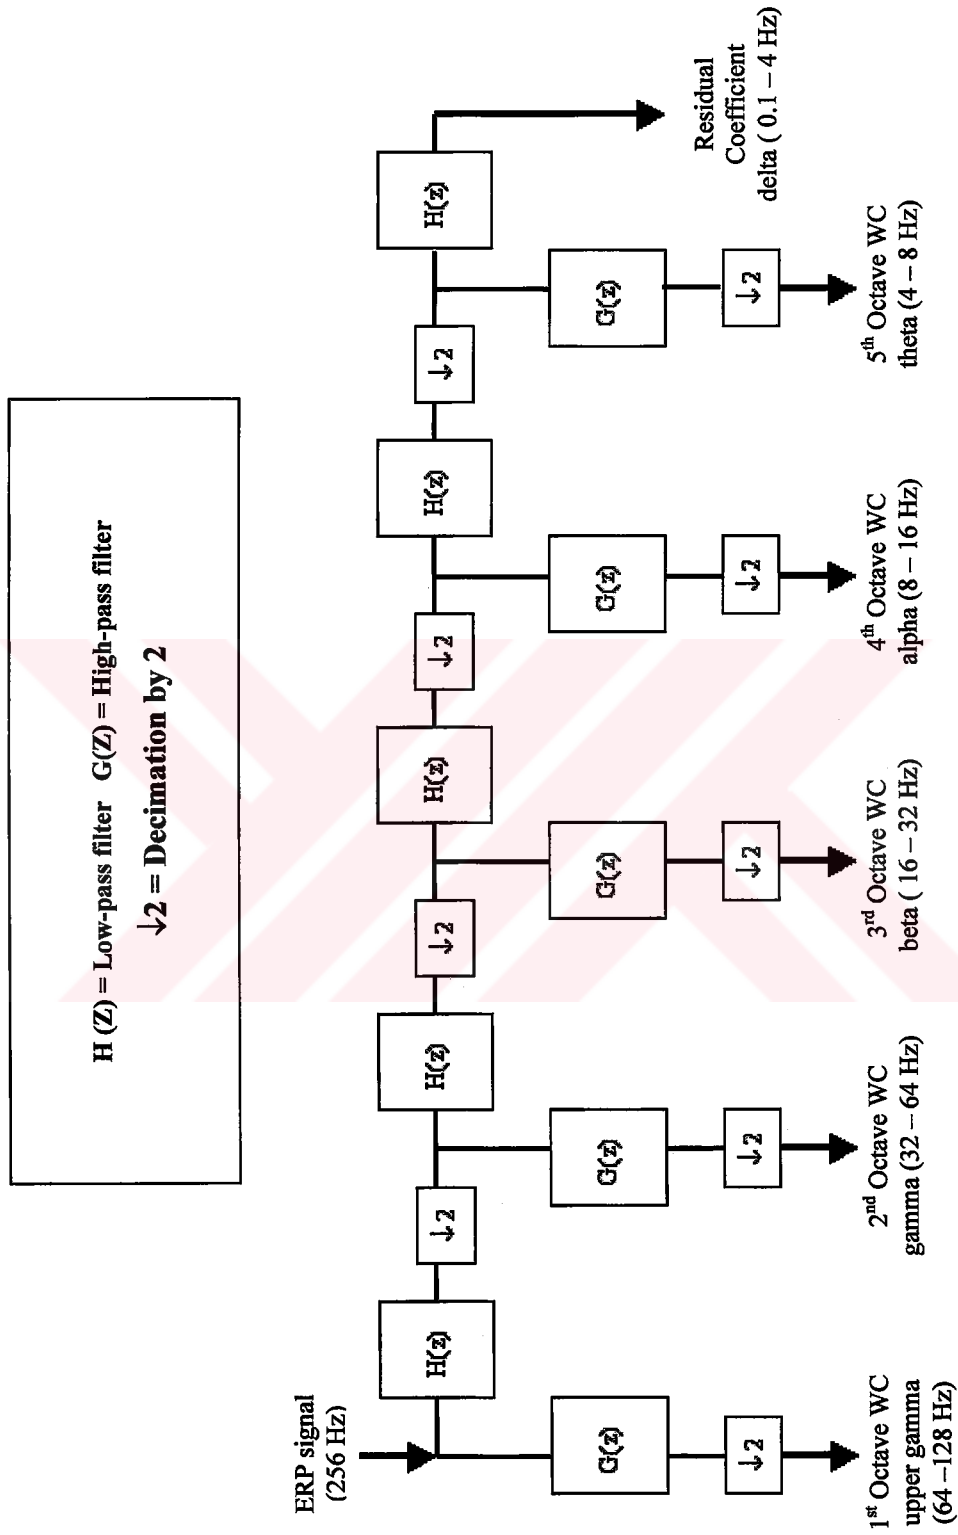 H (Z) = Low-pass filter G(Z) = High-pass filter
↓2 = Decimation by 2
ERP signal
(256 Hz)
H(z)
↓2
H(z)
↓2
H(z)
↓2
H(z)
↓2
H(z)
G(z)
G(z)
G(z)
G(z)
G(z)
↓2
↓2
↓2
↓2
↓2
1st Octave WC
upper gamma
(64 –128 Hz)
2nd Octave WC
gamma (32 – 64 Hz)
3rd Octave WC
beta ( 16 – 32 Hz)
4th Octave WC
alpha (8 – 16 Hz)
5th Octave WC
theta (4 – 8 Hz)
Residual
Coefficient
delta ( 0.1 – 4 Hz)